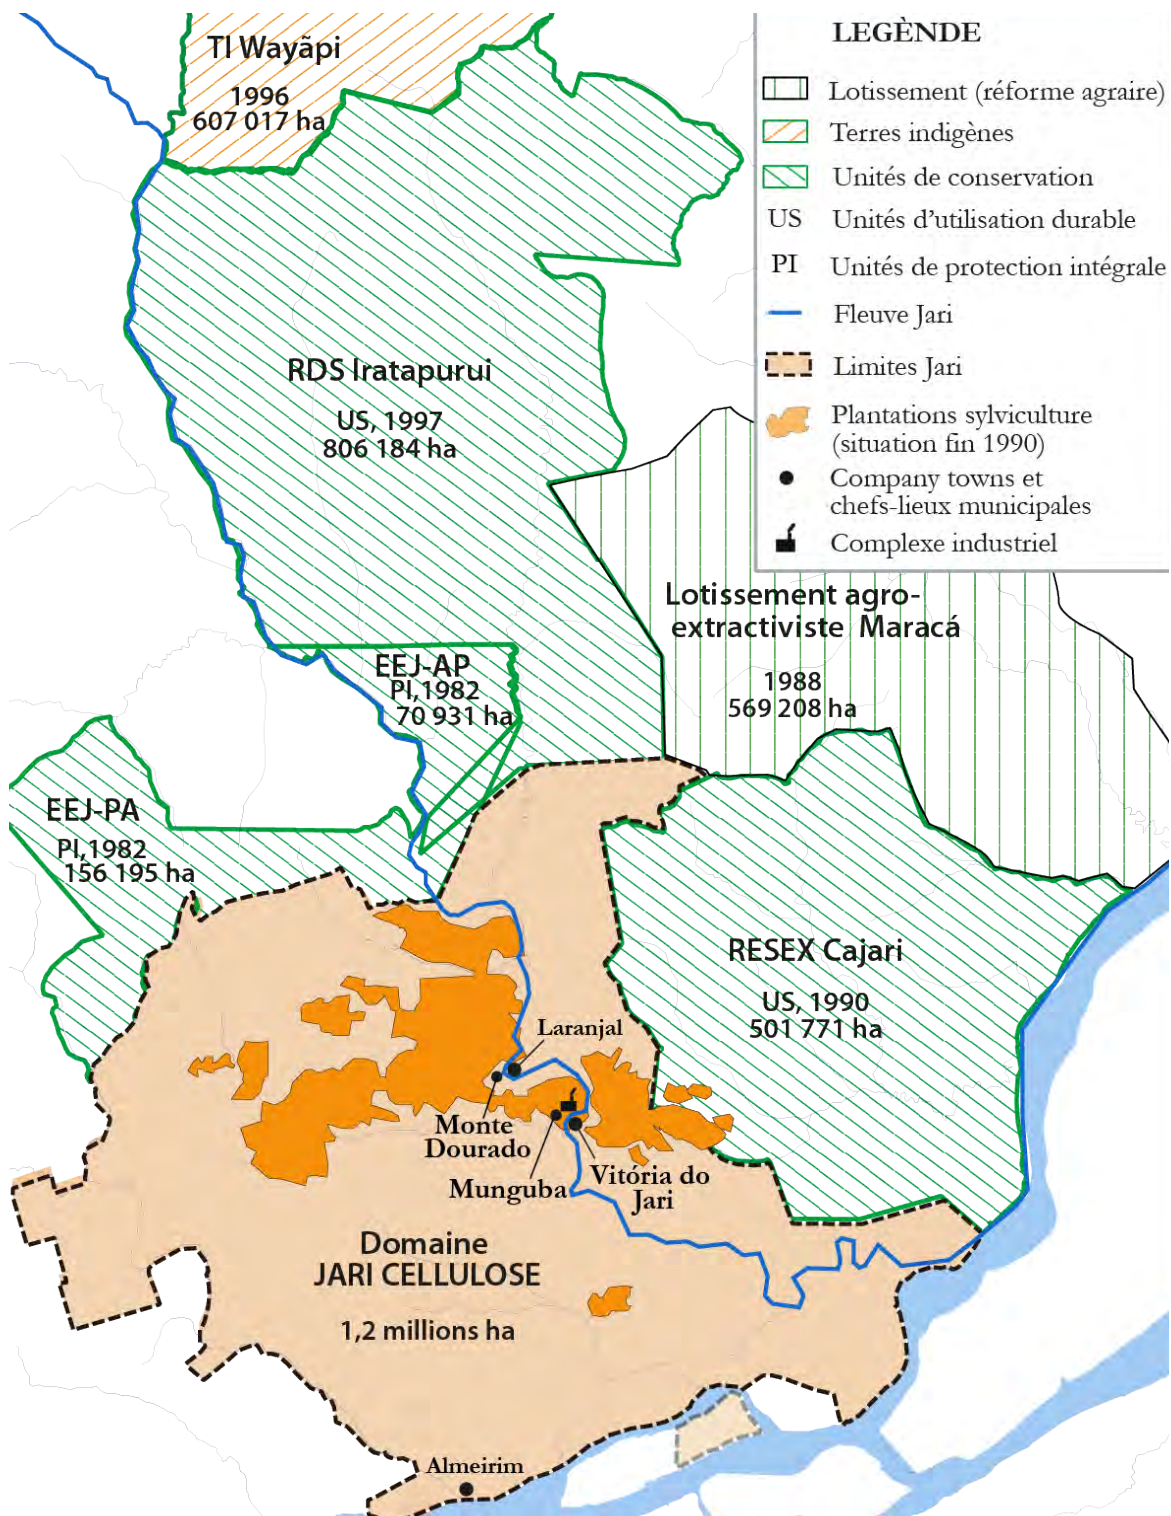 TI Wayãpi
1996
607 017 ha
LEGÈNDE
Lotissement (réforme agraire)
Terres indigènes
Unités de conservation
US Unités d'utilisation durable
PI Unités de protection intégrale
Fleuve Jari
Limites Jari
Plantations sylviculture
(situation fin 1990)
Company towns et
chefs-lieux municipales
Complexe industriel
RDS Iratapurui
US, 1997
806 184 ha
Lotissement agro-
extractiviste Maracá
1988
569 208 ha
EEJ-AP
PI,1982
70 931 ha
EEJ-PA
PI,1982
156 195 ha
RESEX Cajari
US, 1990
501 771 ha
Laranjal
Monte
Dourado
Munguba
Vitória do
Jari
Domaine
JARI CELLULOSE
1,2 millions ha
Almeirim